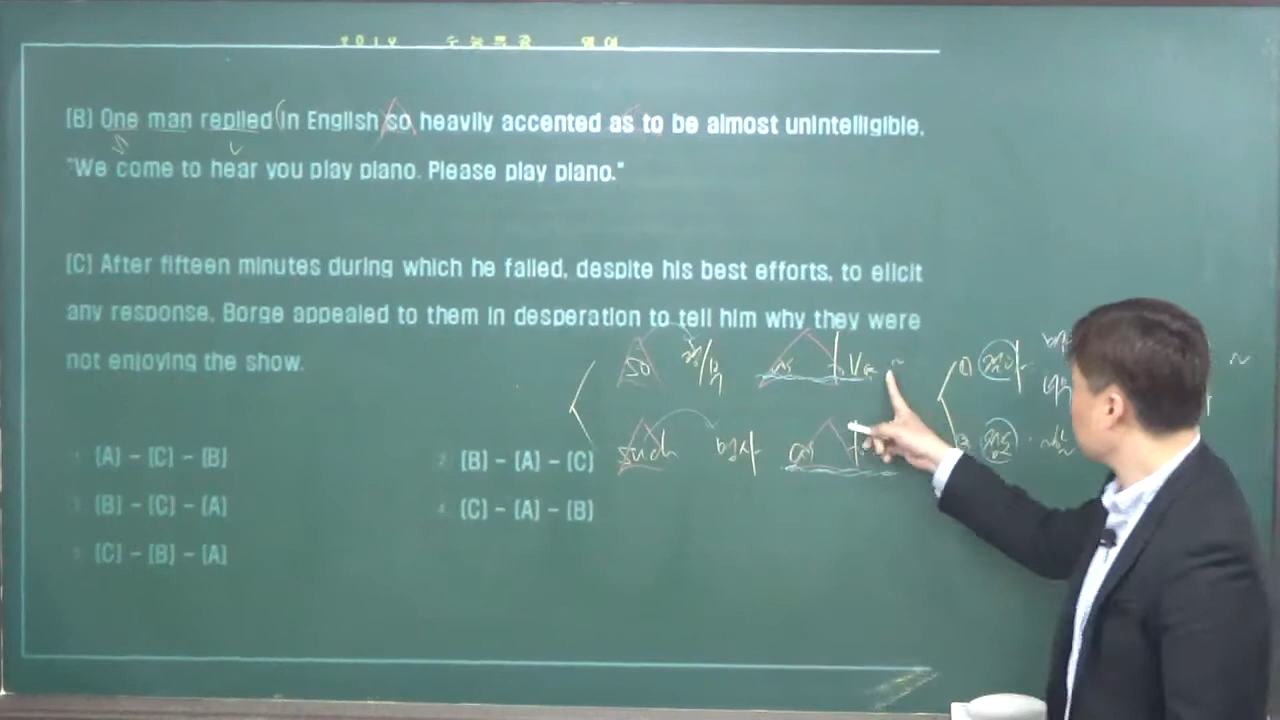 2019 수능특강 영어
(B) One man replied in English so heavily accented as to be almost unintelligible.
"We come to hear you play piano. Please play piano."
(C) After fifteen minutes during which he failed, despite his best efforts, to elicit
any response, Borge appealed to them in desperation to tell him why they were
not enjoying the show.
so 형/부 as to V
such 명사 as to
① (A) - (C) - (B)
② (B) - (A) - (C)
③ (B) - (C) - (A)
④ (C) - (A) - (B)
⑤ (C) - (B) - (A)